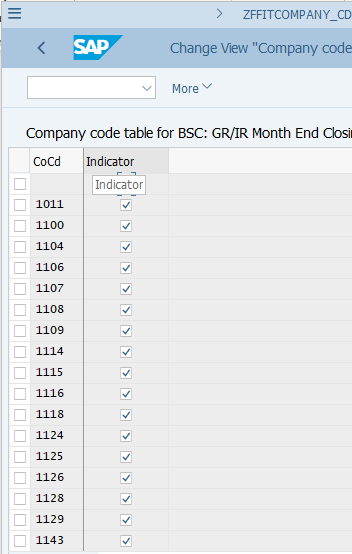 ZFFITCOMPANY_CD
SAP Change View "Company code
More
Company code table for BSC: GR/IR Month End Closi
CoCd Indicator
Indicator
1011
1100
1104
1106
1107
1108
1109
1114
1115
1116
1118
1124
1125
1126
1128
1129
1143